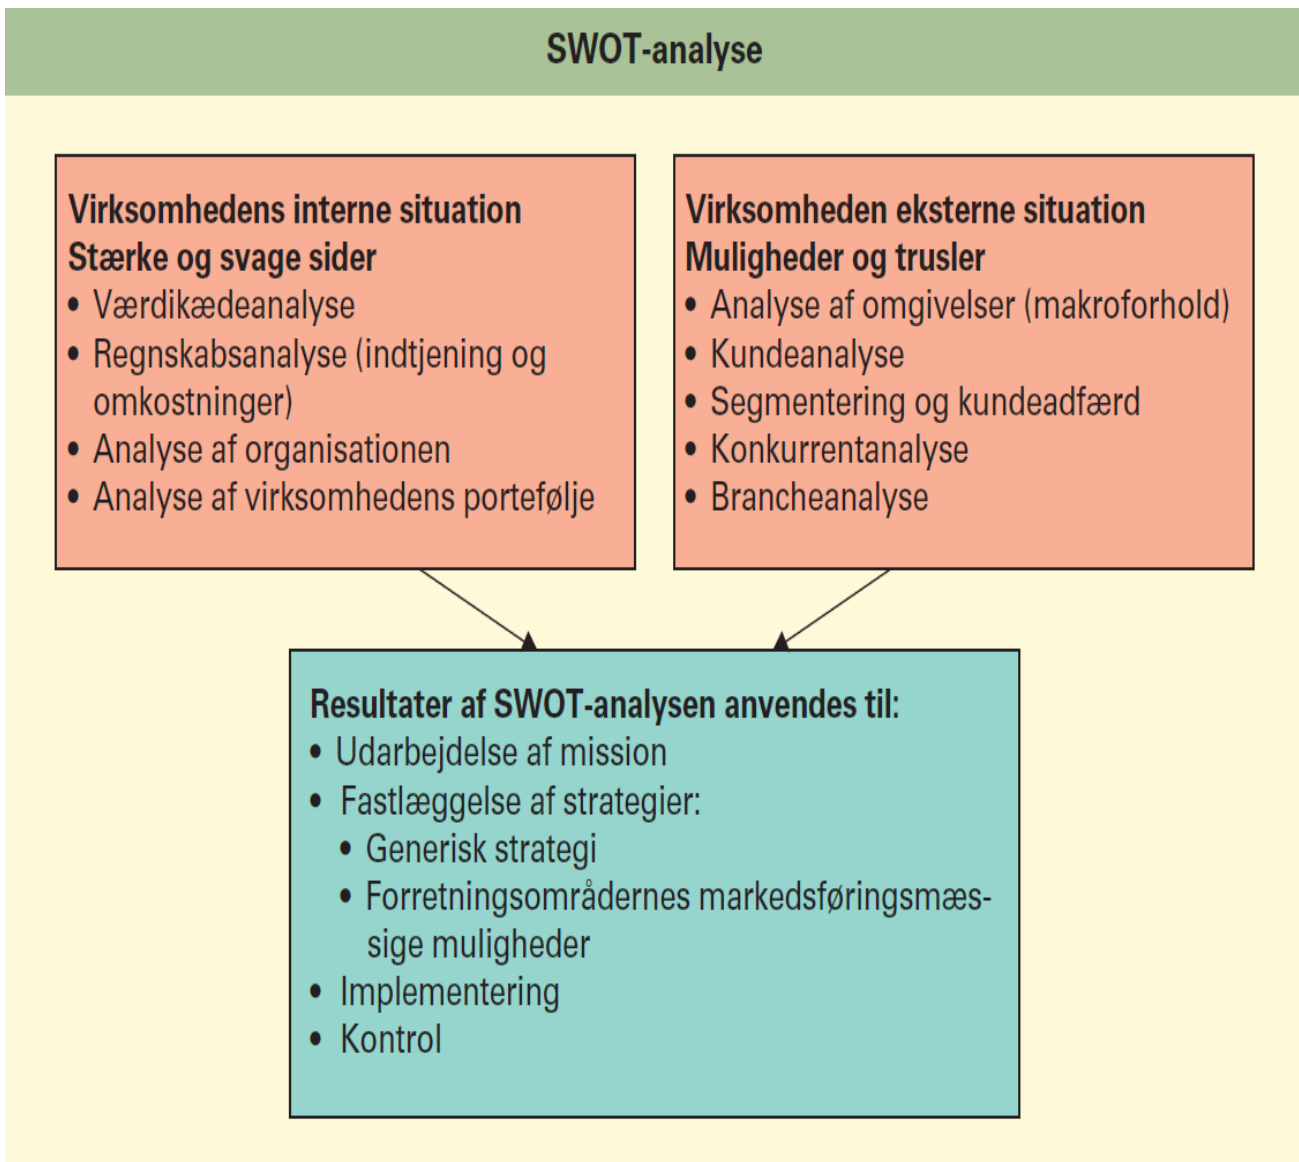 SWOT-analyse
Virksomhedens interne situation
Stærke og svage sider
• Værdikædeanalyse
• Regnskabsanalyse (indtjening og
omkostninger)
• Analyse af organisationen
• Analyse af virksomhedens portefølje
Virksomheden eksterne situation
Muligheder og trusler
• Analyse af omgivelser (makroforhold)
• Kundeanalyse
• Segmentering og kundeadfærd
• Konkurrentanalyse
• Brancheanalyse
Resultater af SWOT-analysen anvendes til:
• Udarbejdelse af mission
• Fastlæggelse af strategier:
• Generisk strategi
• Forretningsområdernes markedsføringsmæs-
sige muligheder
• Implementering
• Kontrol